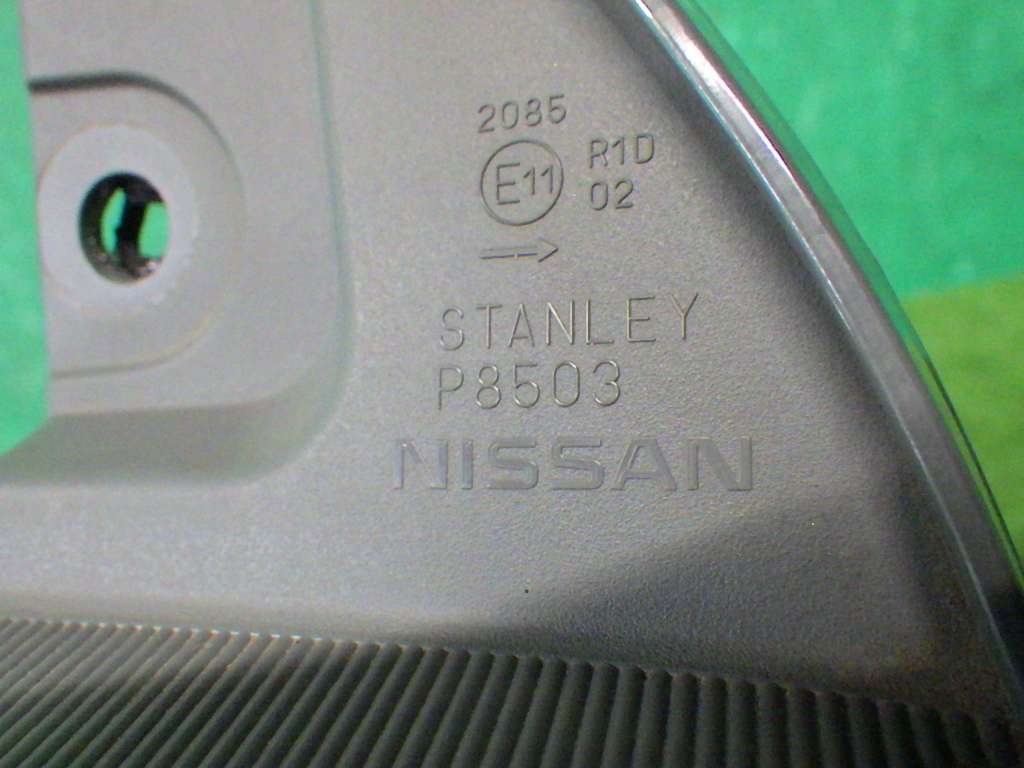 2085
E11 R1D
02
STANLEY
P8503
NISSAN